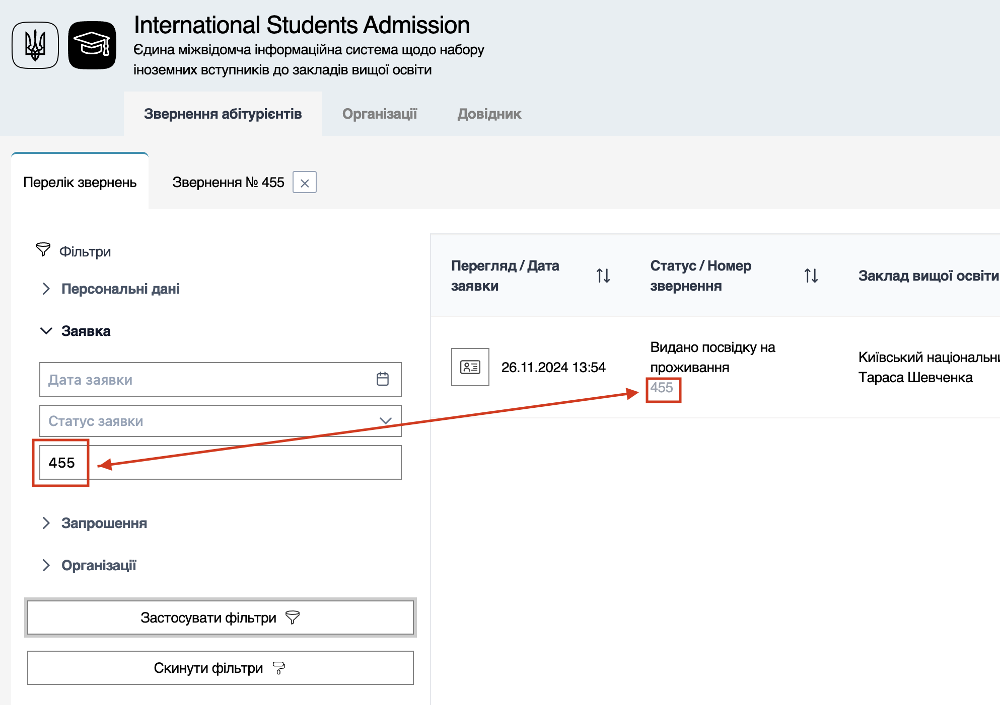 International Students Admission
Єдина міжвідомча інформаційна система щодо набору
іноземних вступників до закладів вищої освіти
Звернення абітурієнтів
Організації
Довідник
Перелік звернень
Звернення № 455
Фільтри
Персональні дані
Заявка
Дата заявки
Статус заявки
455
Запрошення
Організації
Застосувати фільтри
Скинути фільтри
Перегляд / Дата
заявки
Статус / Номер
звернення
Заклад вищої освіти
26.11.2024 13:54
Видано посвідку на
проживання
455
Київський національни
Тараса Шевченка